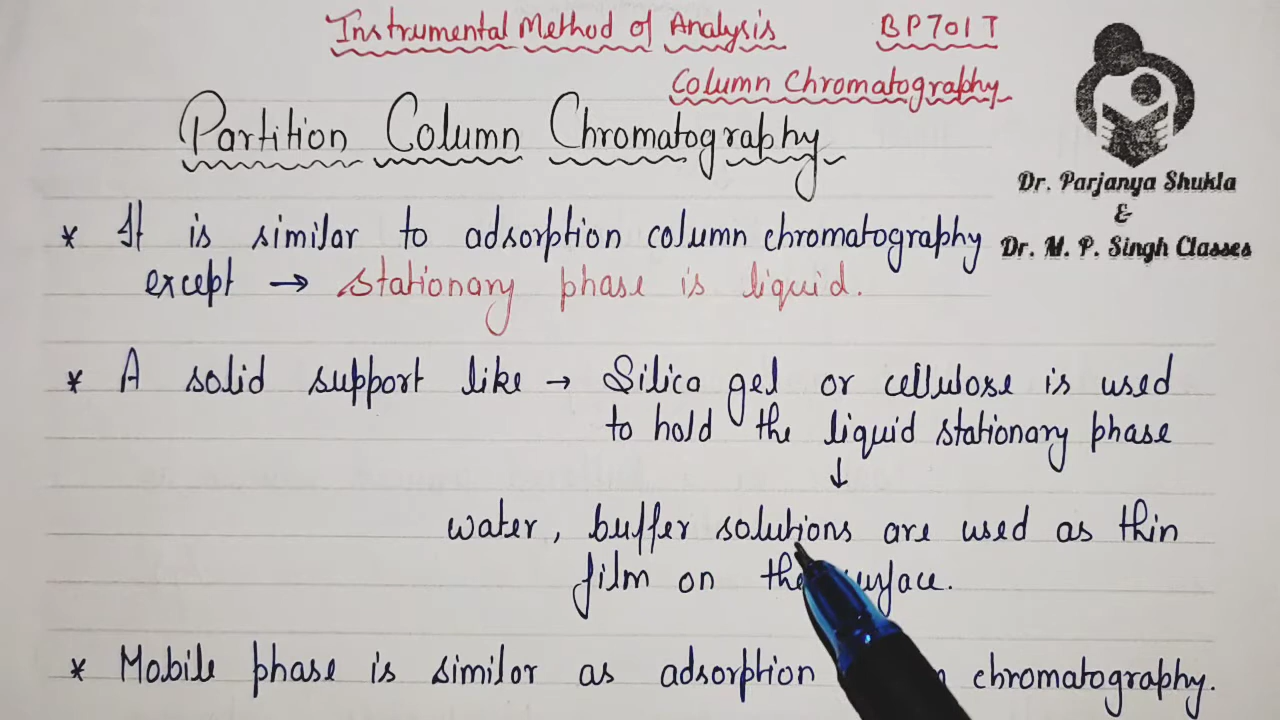 Instrumental Method of Analysis BP701T
Column Chromatography
Partition Column Chromatography
Dr. Parjanya Shukla
&
Dr. M. P. Singh Classes
* It is similar to adsorption column chromatography
except → stationary phase is liquid.
* A solid support like → Silica gel or cellulose is used
to hold the liquid stationary phase
↓
water, buffer solutions are used as thin
film on the surface.
* Mobile phase is similar as adsorption chromatography.